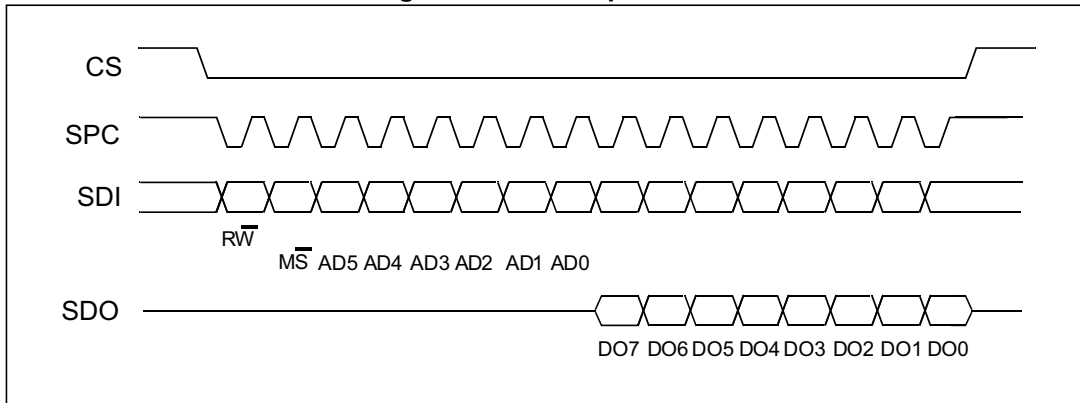 CS
SPC
SDI
RW̅
MS̅ AD5 AD4 AD3 AD2 AD1 AD0
SDO
DO7 DO6 DO5 DO4 DO3 DO2 DO1 DO0